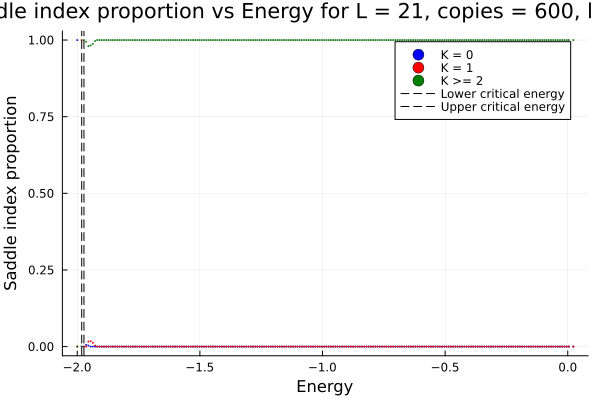 dle index proportion vs Energy for L = 21, copies = 600,
1.00
0.75
0.50
0.25
0.00
Saddle index proportion
K = 0
K = 1
K >= 2
Lower critical energy
Upper critical energy
−2.0 −1.5 −1.0 −0.5 0.0
Energy